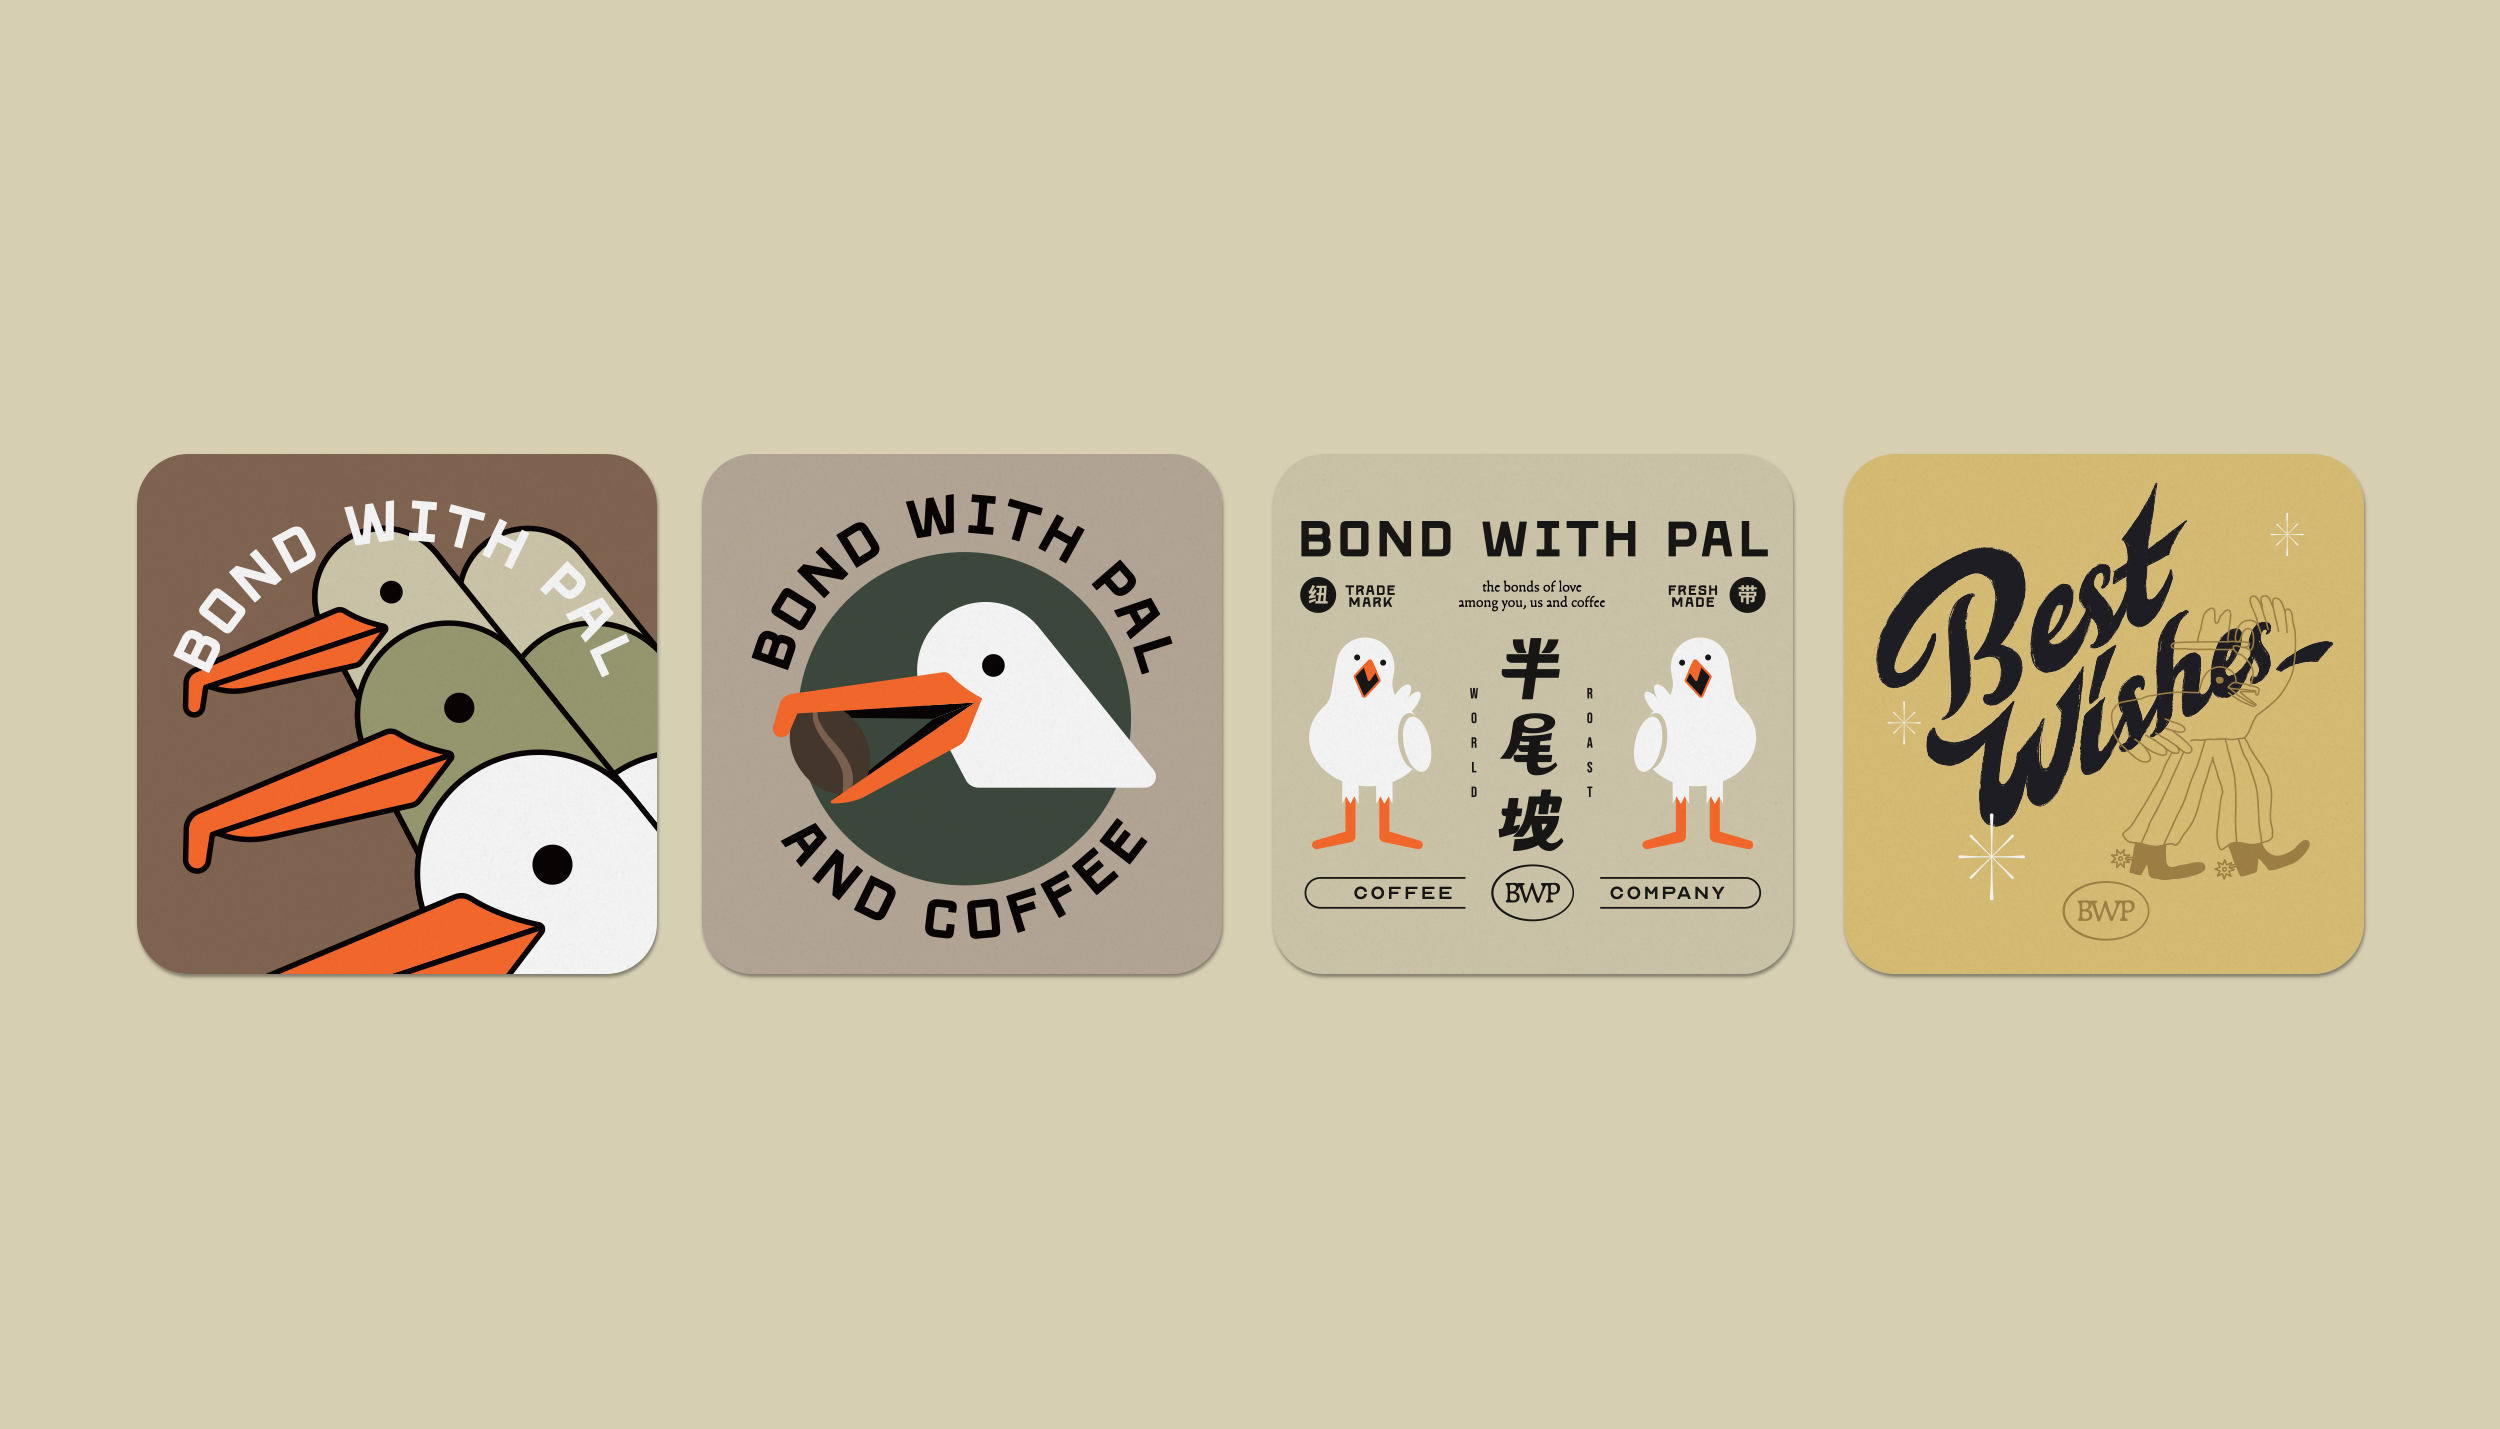 BOND WITH PAL
BOND WITH PAL
AND COFFEE
BOND WITH PAL
纽
TRADE
MARK
the bonds of love
among you, us and coffee
FRESH
MADE
带
WORLD
半尾坡
ROAST
COFFEE
BWP
COMPANY
Best
Wishes
BWP